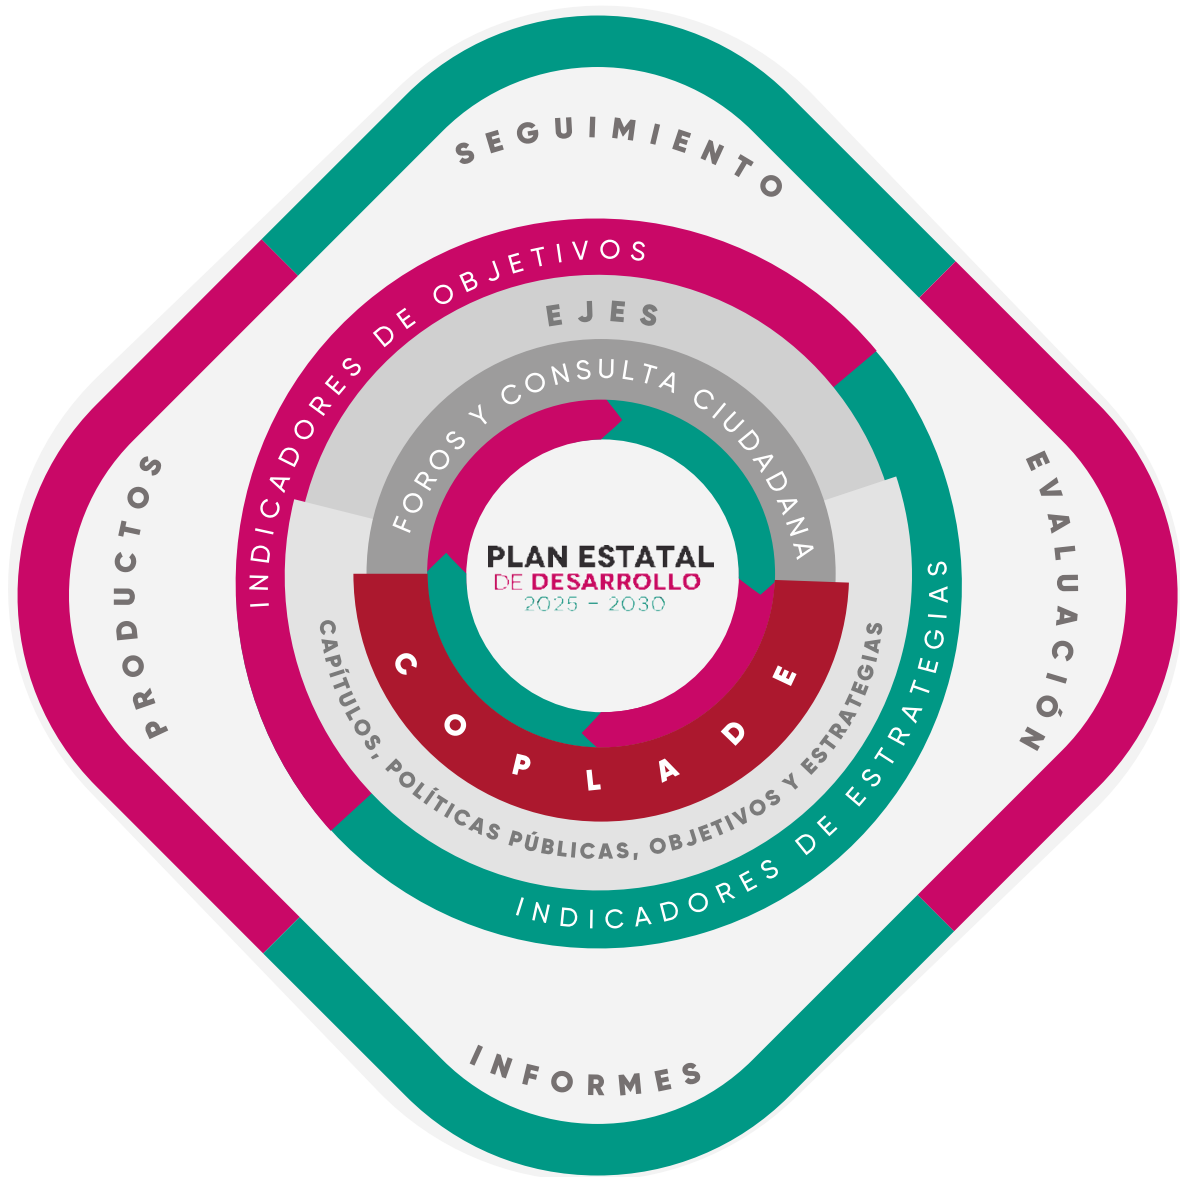 SEGUIMIENTO
INDICADORES DE OBJETIVOS
EJES
FOROS Y CONSULTA CIUDADANA
PRODUCTOS
EVALUACIÓN
PLAN ESTATAL
DE DESARROLLO
2025 - 2030
COPLADE
CAPÍTULOS, POLÍTICAS PÚBLICAS, OBJETIVOS Y ESTRATEGIAS
INDICADORES DE ESTRATEGIAS
INFORMES